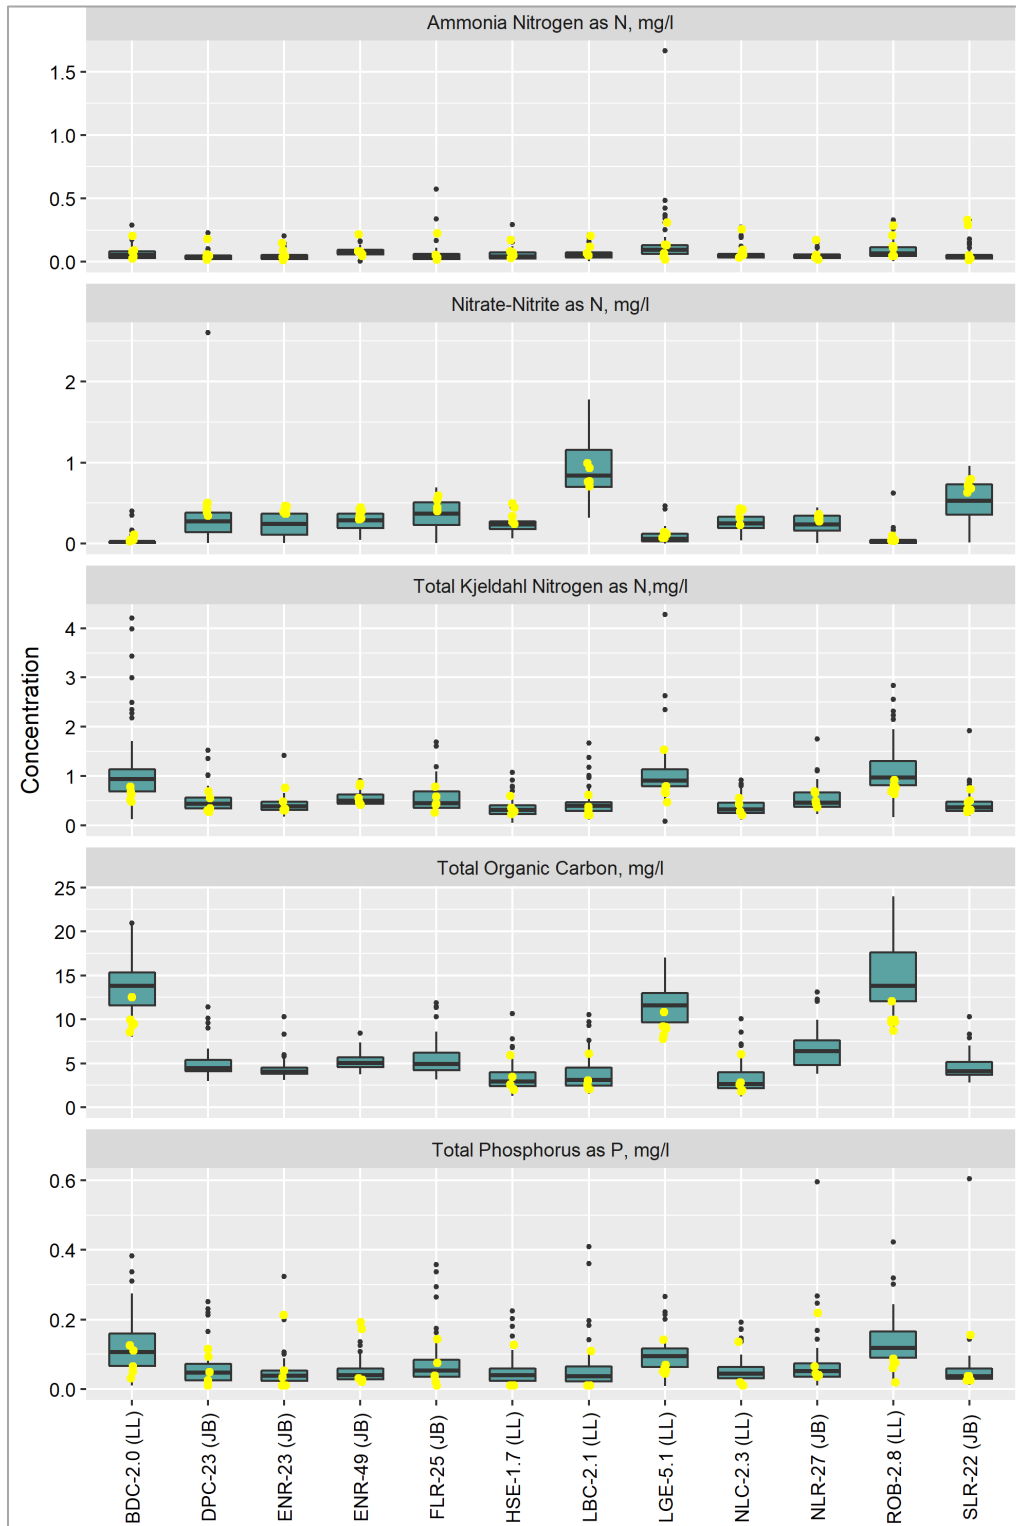 Ammonia Nitrogen as N, mg/l
1.5
1.0
0.5
0.0
Nitrate-Nitrite as N, mg/l
2
1
0
Total Kjeldahl Nitrogen as N,mg/l
4
3
2
1
0
Concentration
Total Organic Carbon, mg/l
25
20
15
10
5
0
Total Phosphorus as P, mg/l
0.6
0.4
0.2
0.0
BDC-2.0 (LL)
DPC-23 (JB)
ENR-23 (JB)
ENR-49 (JB)
FLR-25 (JB)
HSE-1.7 (LL)
LBC-2.1 (LL)
LGE-5.1 (LL)
NLC-2.3 (LL)
NLR-27 (JB)
ROB-2.8 (LL)
SLR-22 (JB)